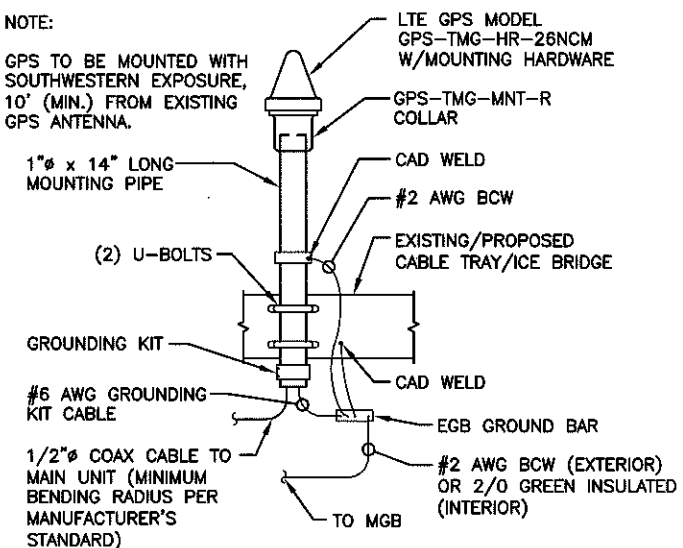 NOTE:
GPS TO BE MOUNTED WITH
SOUTHWESTERN EXPOSURE,
10' (MIN.) FROM EXISTING
GPS ANTENNA.
1"ø x 14" LONG
MOUNTING PIPE
(2) U-BOLTS
GROUNDING KIT
#6 AWG GROUNDING
KIT CABLE
1/2"ø COAX CABLE TO
MAIN UNIT (MINIMUM
BENDING RADIUS PER
MANUFACTURER'S
STANDARD)
LTE GPS MODEL
GPS-TMG-HR-26NCM
W/MOUNTING HARDWARE
GPS-TMG-MNT-R
COLLAR
CAD WELD
#2 AWG BCW
EXISTING/PROPOSED
CABLE TRAY/ICE BRIDGE
CAD WELD
EGB GROUND BAR
#2 AWG BCW (EXTERIOR)
OR 2/0 GREEN INSULATED
(INTERIOR)
TO MGB